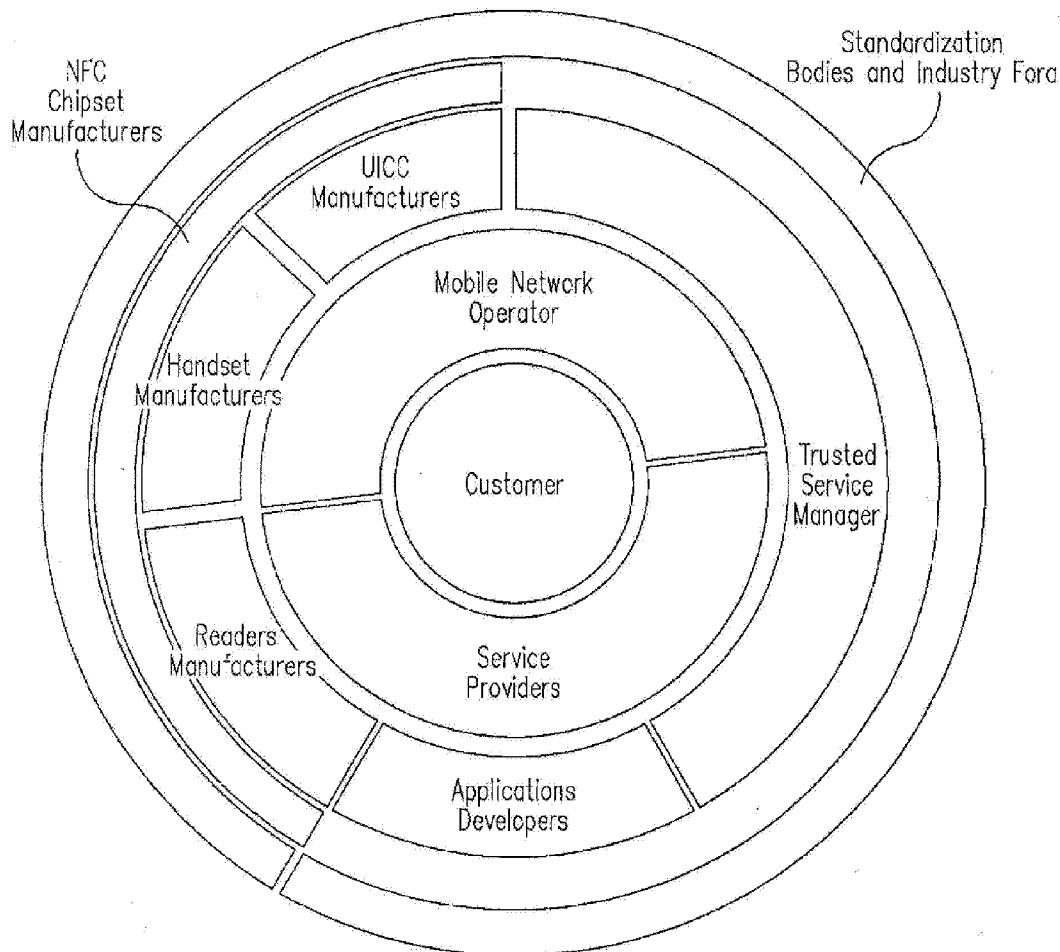 NFC
Chipset
Manufacturers
Standardization
Bodies and Industry Fora
UICC
Manufacturers
Mobile Network
Operator
Handset
Manufacturers
Customer
Trusted
Service
Manager
Readers
Manufacturers
Service
Providers
Applications
Developers